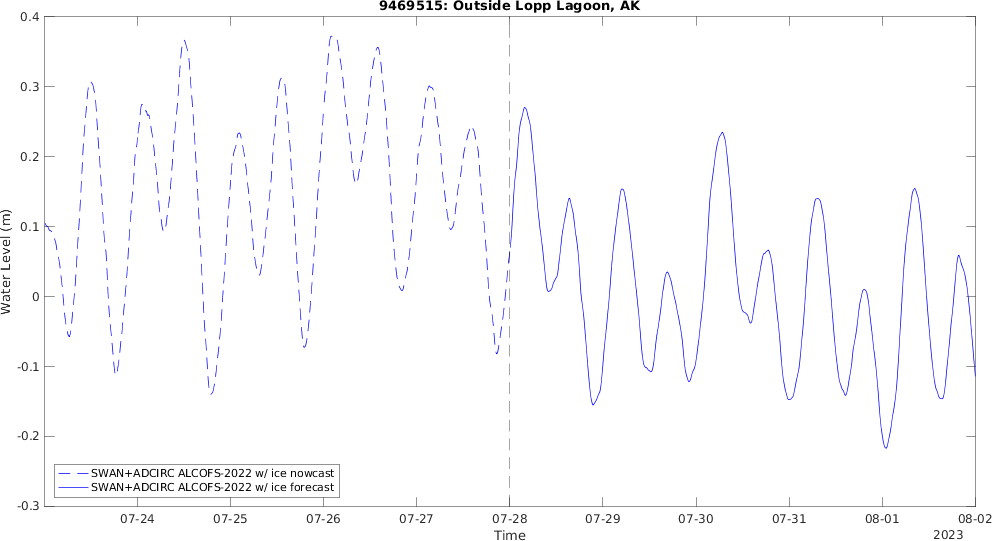 9469515: Outside Lopp Lagoon, AK
0.4
0.3
0.2
0.1
0
-0.1
-0.2
-0.3
Water Level (m)
SWAN+ADCIRC ALCOFS-2022 w/ ice nowcast
SWAN+ADCIRC ALCOFS-2022 w/ ice forecast
07-24 07-25 07-26 07-27 07-28 07-29 07-30 07-31 08-01 08-02
Time
2023